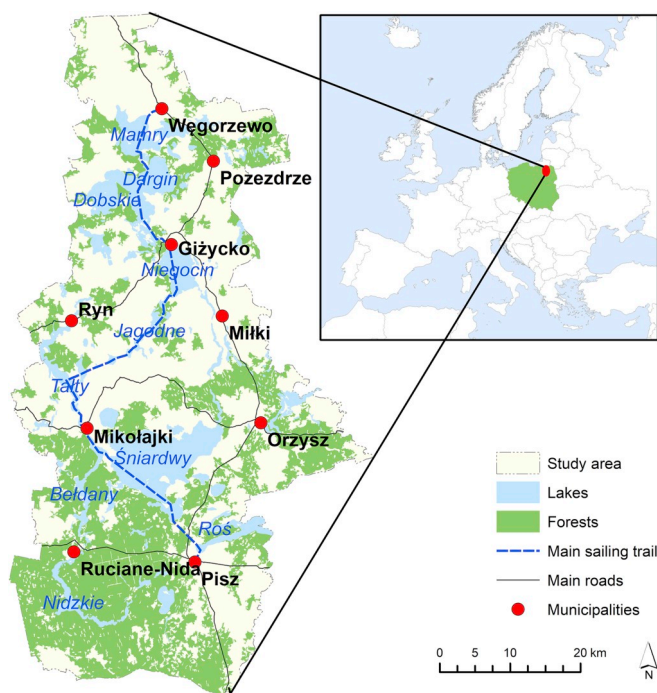 Mamry
Węgorzewo
Dargin
Pozezdrze
Dobskie
Giżycko
Niegocin
Ryn
Jagodne
Miłki
Tałty
Mikołajki
Orzysz
Śniardwy
Bełdany
Roś
Ruciane-Nida
Pisz
Nidzkie
Study area
Lakes
Forests
Main sailing trail
Main roads
Municipalities
0 5 10 20 km
N